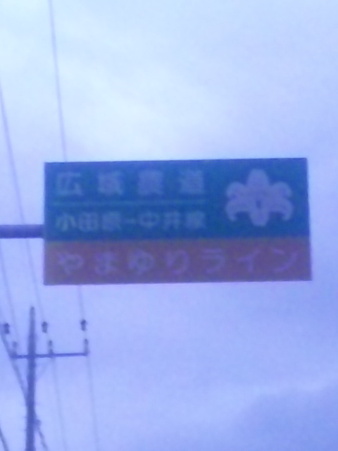 広域農道
小田原~中井線
やまゆりライン